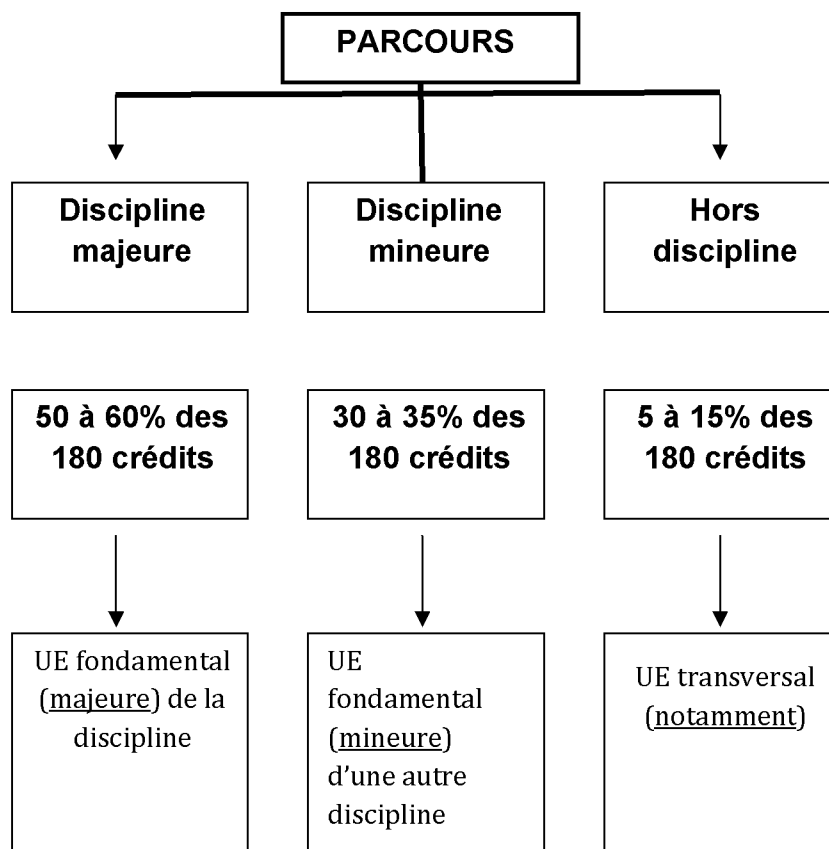 PARCOURS
Discipline
majeure
Discipline
mineure
Hors
discipline
50 à 60% des
180 crédits
30 à 35% des
180 crédits
5 à 15% des
180 crédits
UE fondamental
(majeure) de la
discipline
UE
fondamental
(mineure)
d’une autre
discipline
UE transversal
(notamment)